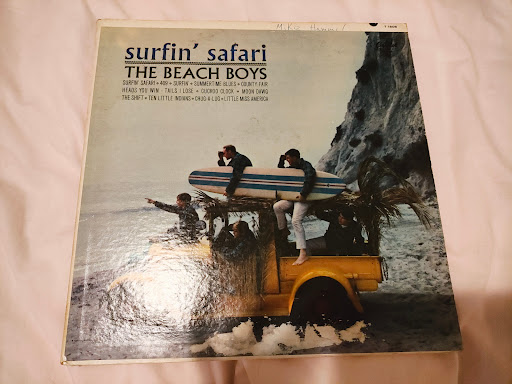 T 1808
surfin' safari
THE BEACH BOYS
SURFIN' SAFARI • 409 • SURFIN' • SUMMERTIME BLUES • COUNTY FAIR
HEADS YOU WIN - TAILS I LOSE • CUCKOO CLOCK • MOON DAWG
THE SHIFT • TEN LITTLE INDIANS • CHUG A LUG • LITTLE MISS AMERICA